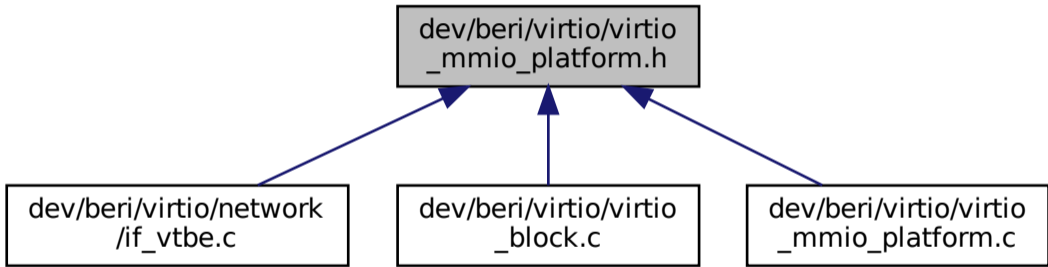 dev/beri/virtio/virtio
_mmio_platform.h
dev/beri/virtio/network
/if_vtbe.c
dev/beri/virtio/virtio
_block.c
dev/beri/virtio/virtio
_mmio_platform.c